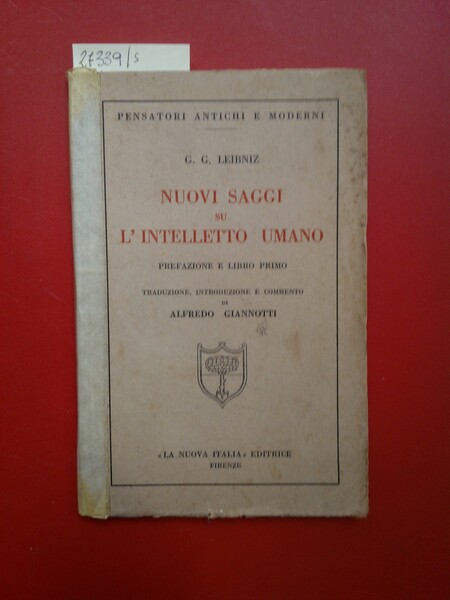 27339/s
PENSATORI ANTICHI E MODERNI
G. G. LEIBNIZ
NUOVI SAGGI
SU
L'INTELLETTO UMANO
PREFAZIONE E LIBRO PRIMO
TRADUZIONE, INTRODUZIONE E COMMENTO
DI
ALFREDO GIANNOTTI
«LA NUOVA ITALIA» EDITRICE
FIRENZE